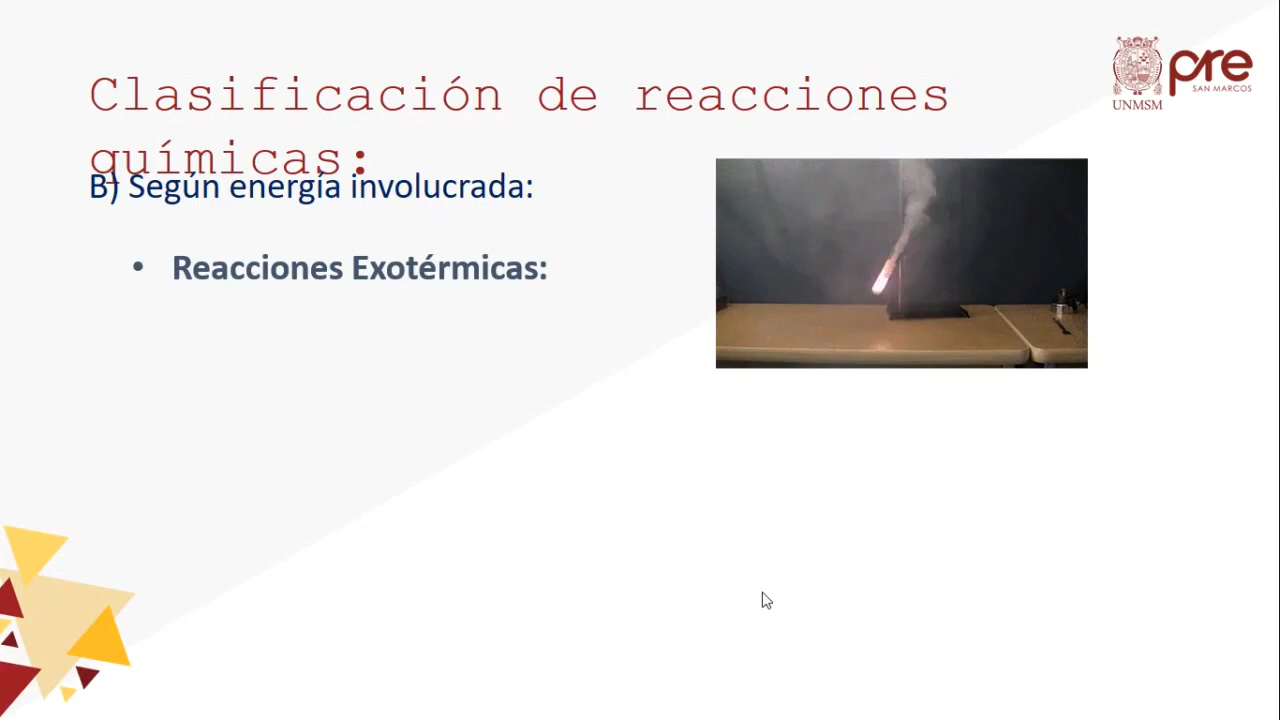 Clasificación de reacciones
químicas:
B) Según energía involucrada:
• Reacciones Exotérmicas:
UNMSM
pre
SAN MARCOS